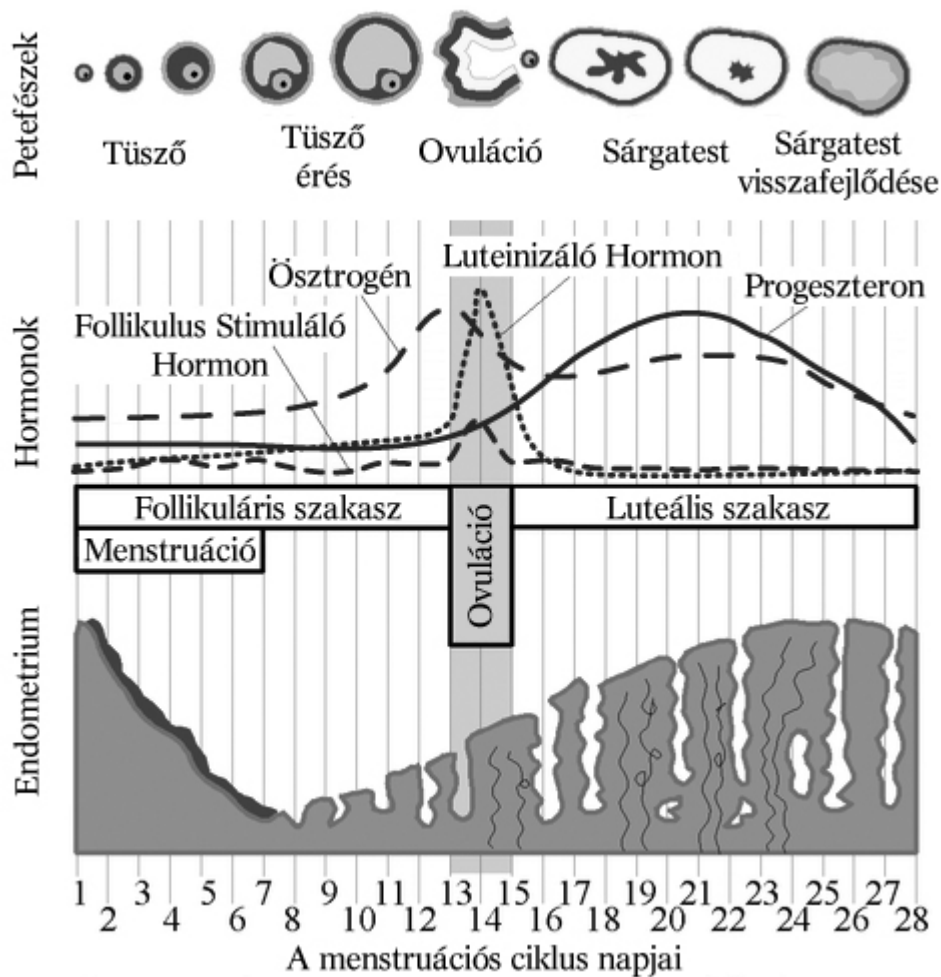 Petefészek
Tüsző
Tüsző
érés
Ovuláció
Sárgatest
Sárgatest
visszafejlődése
Hormonok
Ösztrogén
Luteinizáló Hormon
Progeszteron
Follikulus Stimuláló
Hormon
Follikuláris szakasz
Ovuláció
Luteális szakasz
Menstruáció
Endometrium
1 3 5 7 9 11 13 15 17 19 21 23 25 27
2 4 6 8 10 12 14 16 18 20 22 24 26 28
A menstruációs ciklus napjai